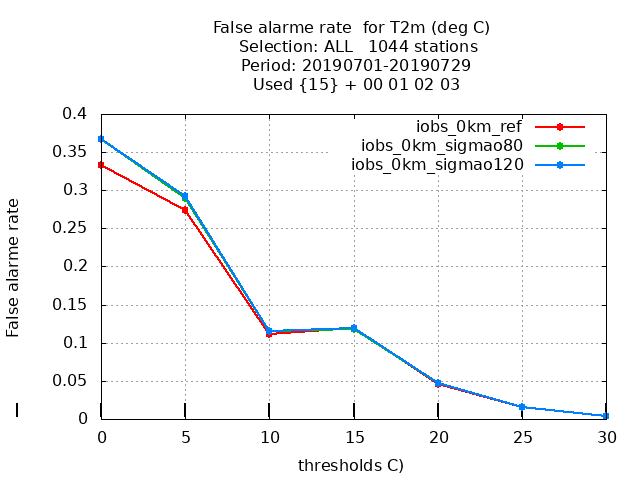 False alarme rate  for T2m (deg C)
Selection: ALL   1044 stations
Period: 20190701-20190729
Used {15} + 00 01 02 03
iobs_0km_ref
iobs_0km_sigmao80
iobs_0km_sigmao120
False alarme rate
0.4
0.35
0.3
0.25
0.2
0.15
0.1
0.05
0
0 5 10 15 20 25 30
thresholds C)